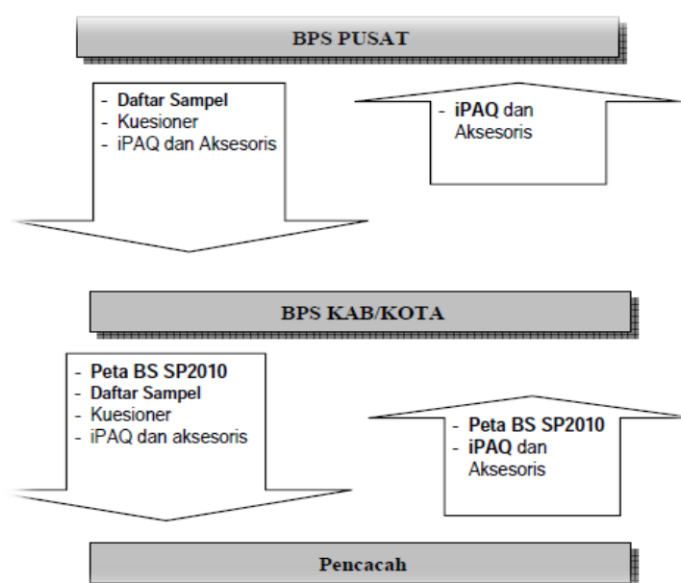 BPS PUSAT
- Daftar Sampel
- Kuesioner
- iPAQ dan Aksesoris
- iPAQ dan
Aksesoris
BPS KAB/KOTA
- Peta BS SP2010
- Daftar Sampel
- Kuesioner
- iPAQ dan aksesoris
- Peta BS SP2010
- iPAQ dan
Aksesoris
Pencacah